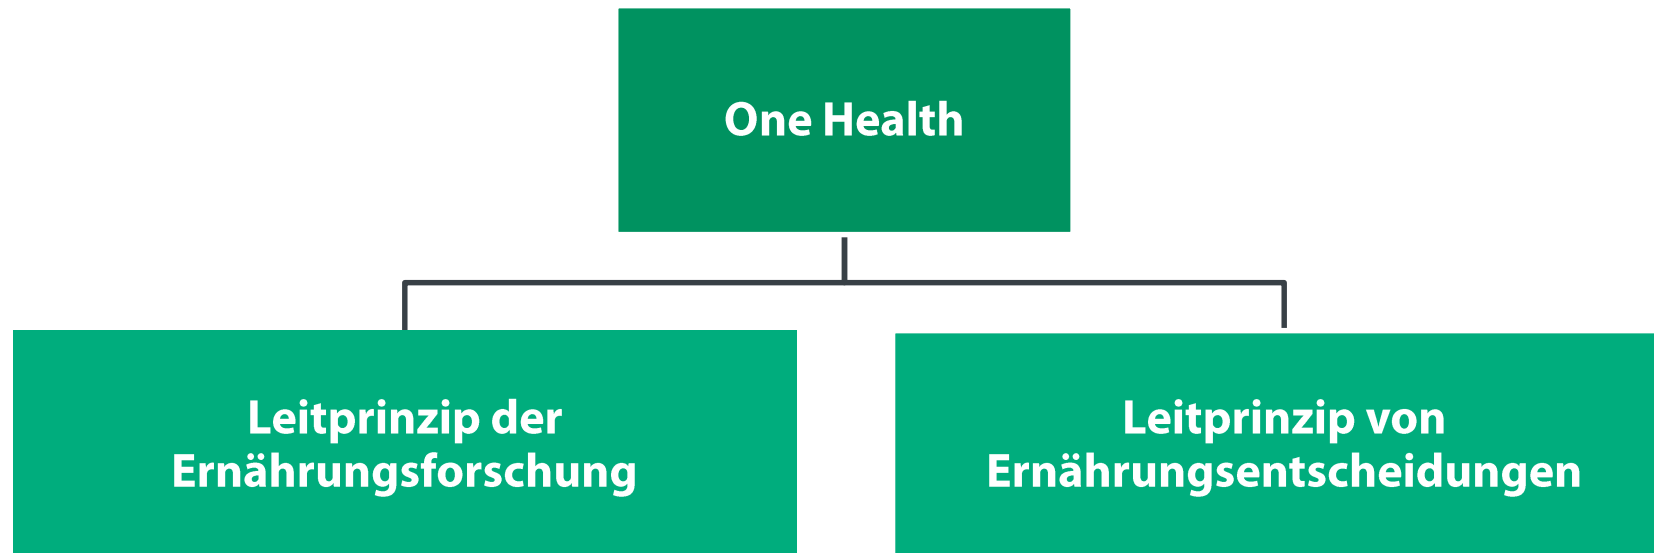 One Health
Leitprinzip der
Ernährungsforschung
Leitprinzip von
Ernährungsentscheidungen